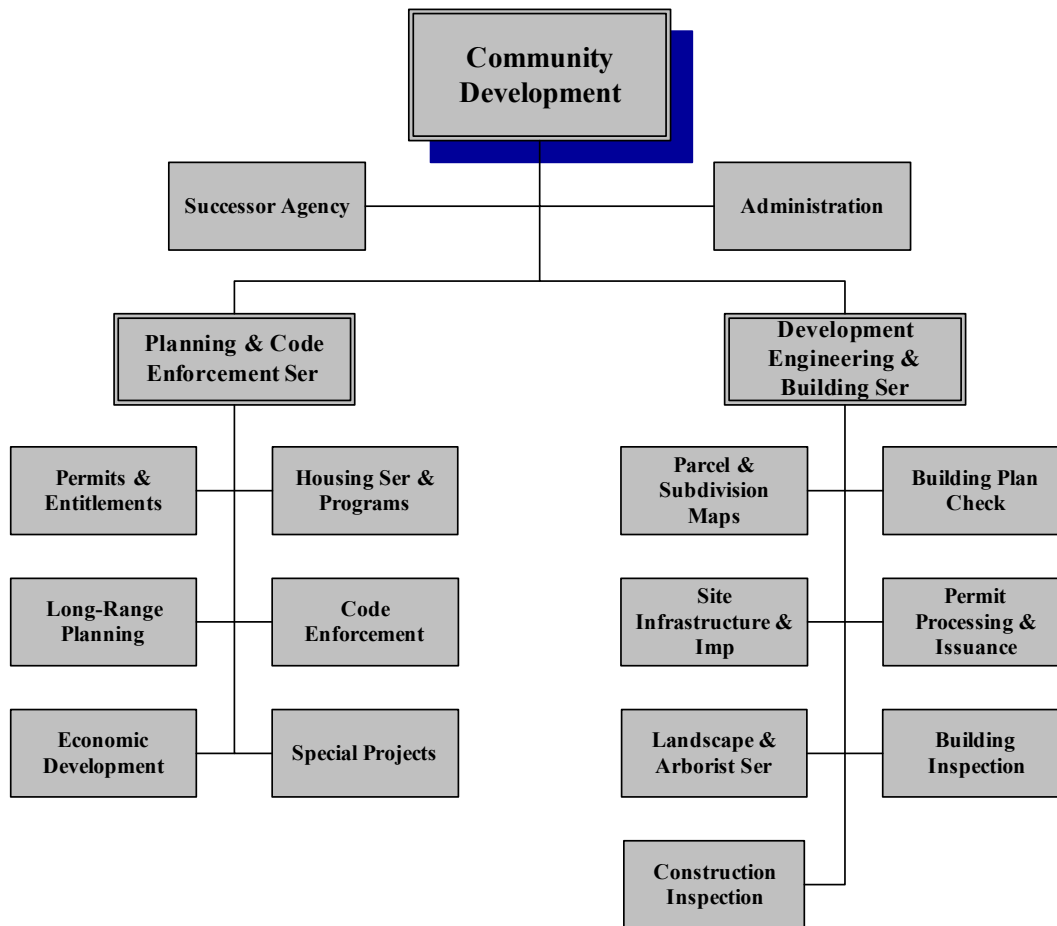 Community
Development
Successor Agency
Administration
Planning & Code
Enforcement Ser
Development
Engineering &
Building Ser
Permits &
Entitlements
Housing Ser &
Programs
Parcel &
Subdivision
Maps
Building Plan
Check
Long-Range
Planning
Code
Enforcement
Site
Infrastructure &
Imp
Permit
Processing &
Issuance
Economic
Development
Special Projects
Landscape &
Arborist Ser
Building
Inspection
Construction
Inspection